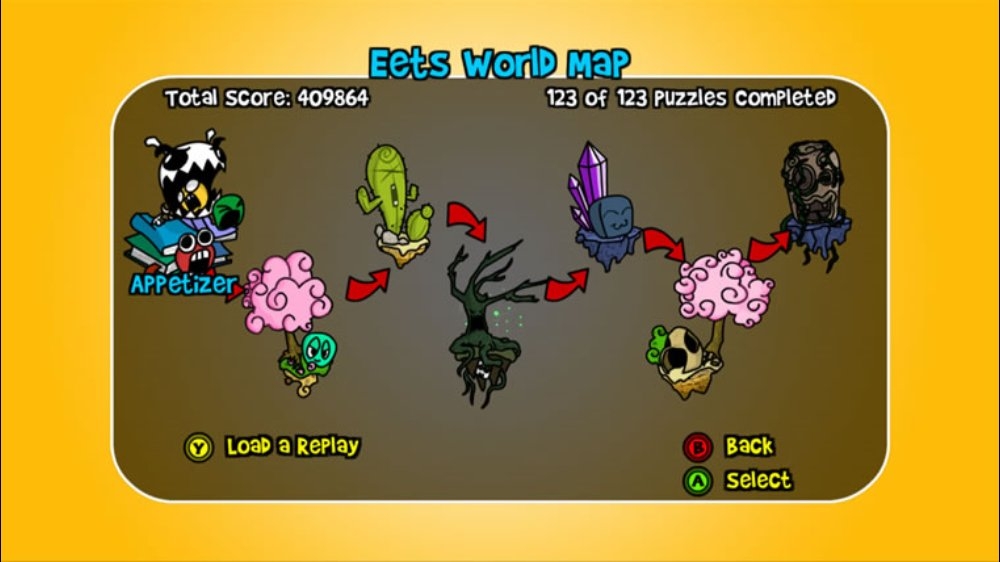 Eets World Map
Total Score: 409864
123 of 123 Puzzles Completed
Appetizer
Y Load a Replay
B Back
A Select